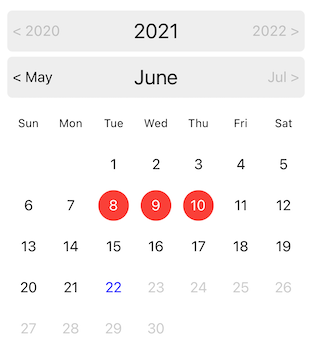 < 2020 2021 2022 >
< May June Jul >
Sun Mon Tue Wed Thu Fri Sat
1 2 3 4 5
6 7 8 9 10 11 12
13 14 15 16 17 18 19
20 21 22 23 24 25 26
27 28 29 30